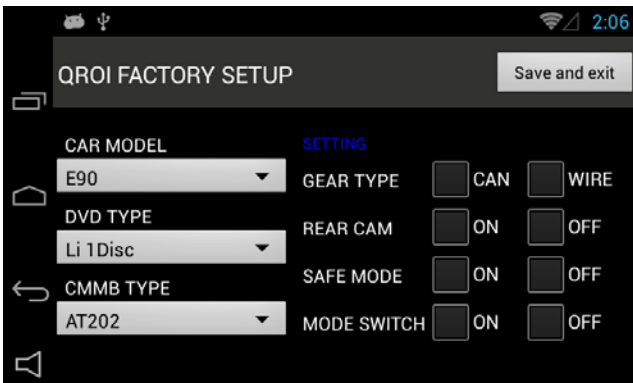 2:06
QROI FACTORY SETUP
Save and exit
CAR MODEL
E90
DVD TYPE
Li 1Disc
CMMB TYPE
AT202
SETTING
GEAR TYPE CAN WIRE
REAR CAM ON OFF
SAFE MODE ON OFF
MODE SWITCH ON OFF